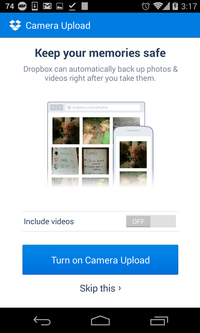 74 3:17
Camera Upload
Keep your memories safe
Dropbox can automatically back up photos &
videos right after you take them.
Include videos OFF
Turn on Camera Upload
Skip this ›